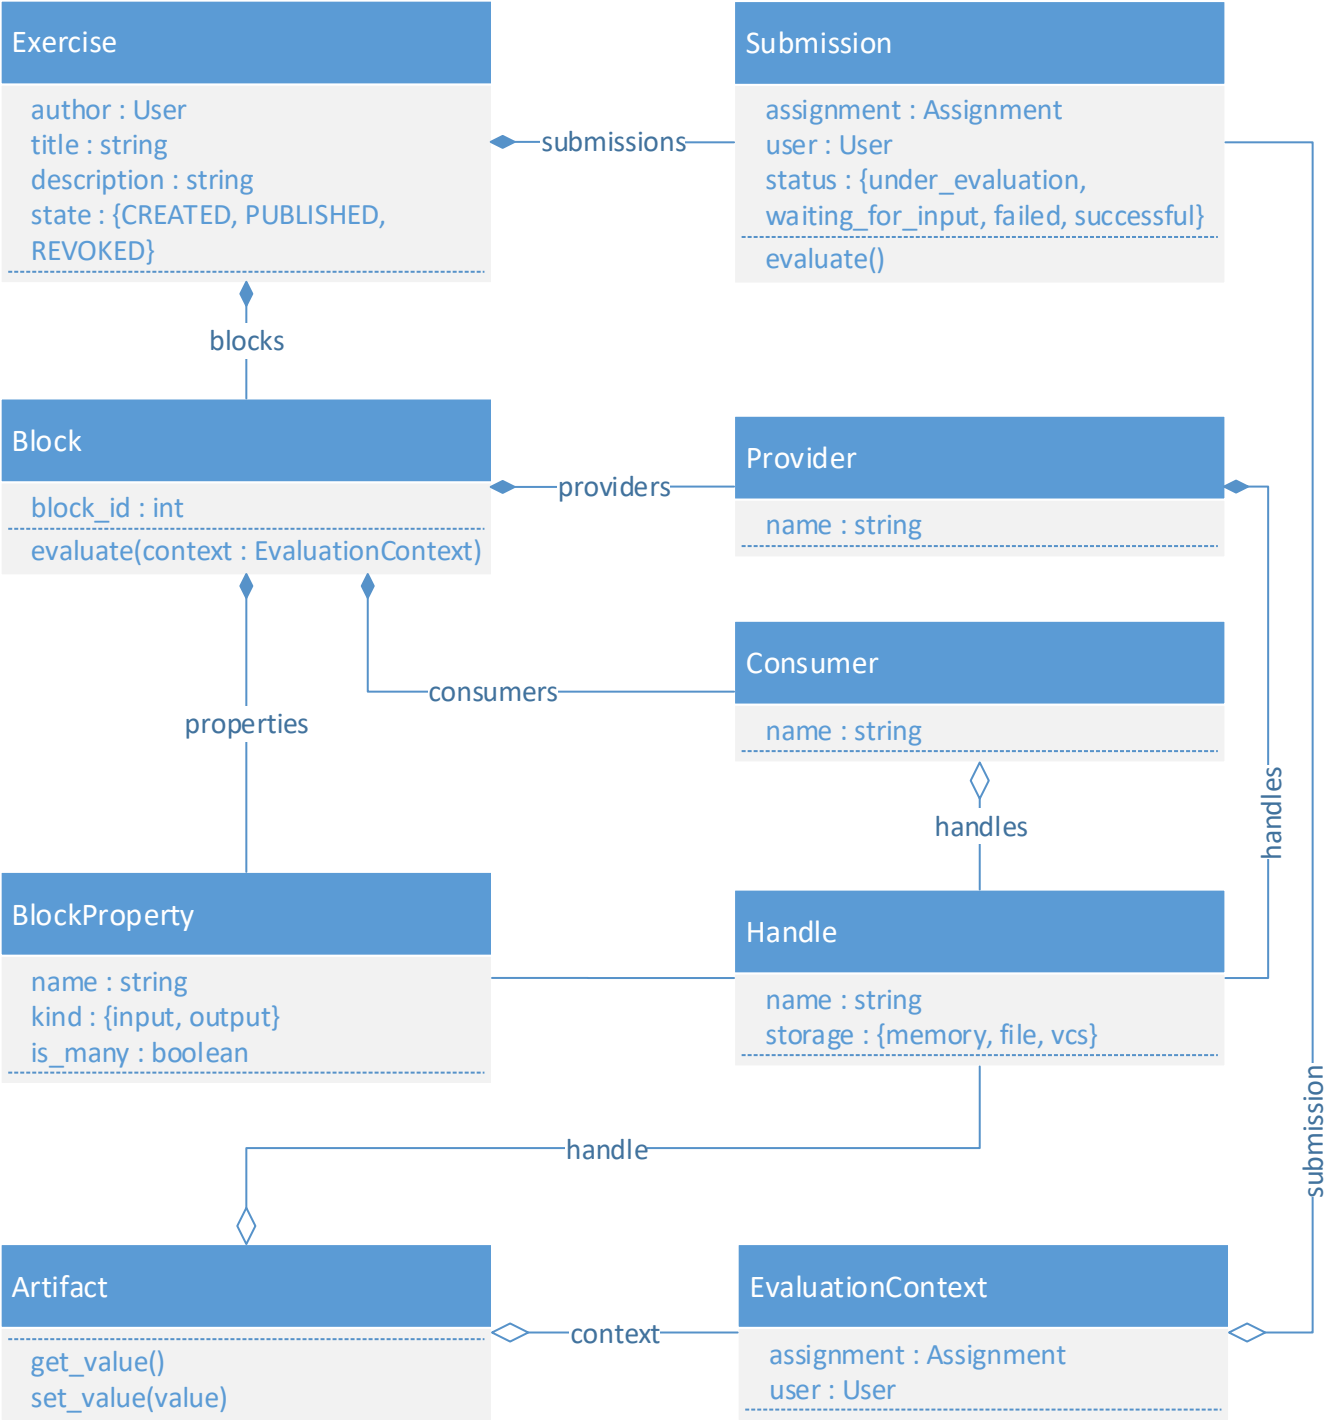 Exercise
author : User
title : string
description : string
state : {CREATED, PUBLISHED,
REVOKED}
submissions
Submission
assignment : Assignment
user : User
status : {under_evaluation,
waiting_for_input, failed, successful}
evaluate()
blocks
Block
block_id : int
evaluate(context : EvaluationContext)
providers
Provider
name : string
consumers
Consumer
name : string
properties
handles
handles
BlockProperty
name : string
kind : {input, output}
is_many : boolean
Handle
name : string
storage : {memory, file, vcs}
handle
submission
Artifact
get_value()
set_value(value)
context
EvaluationContext
assignment : Assignment
user : User